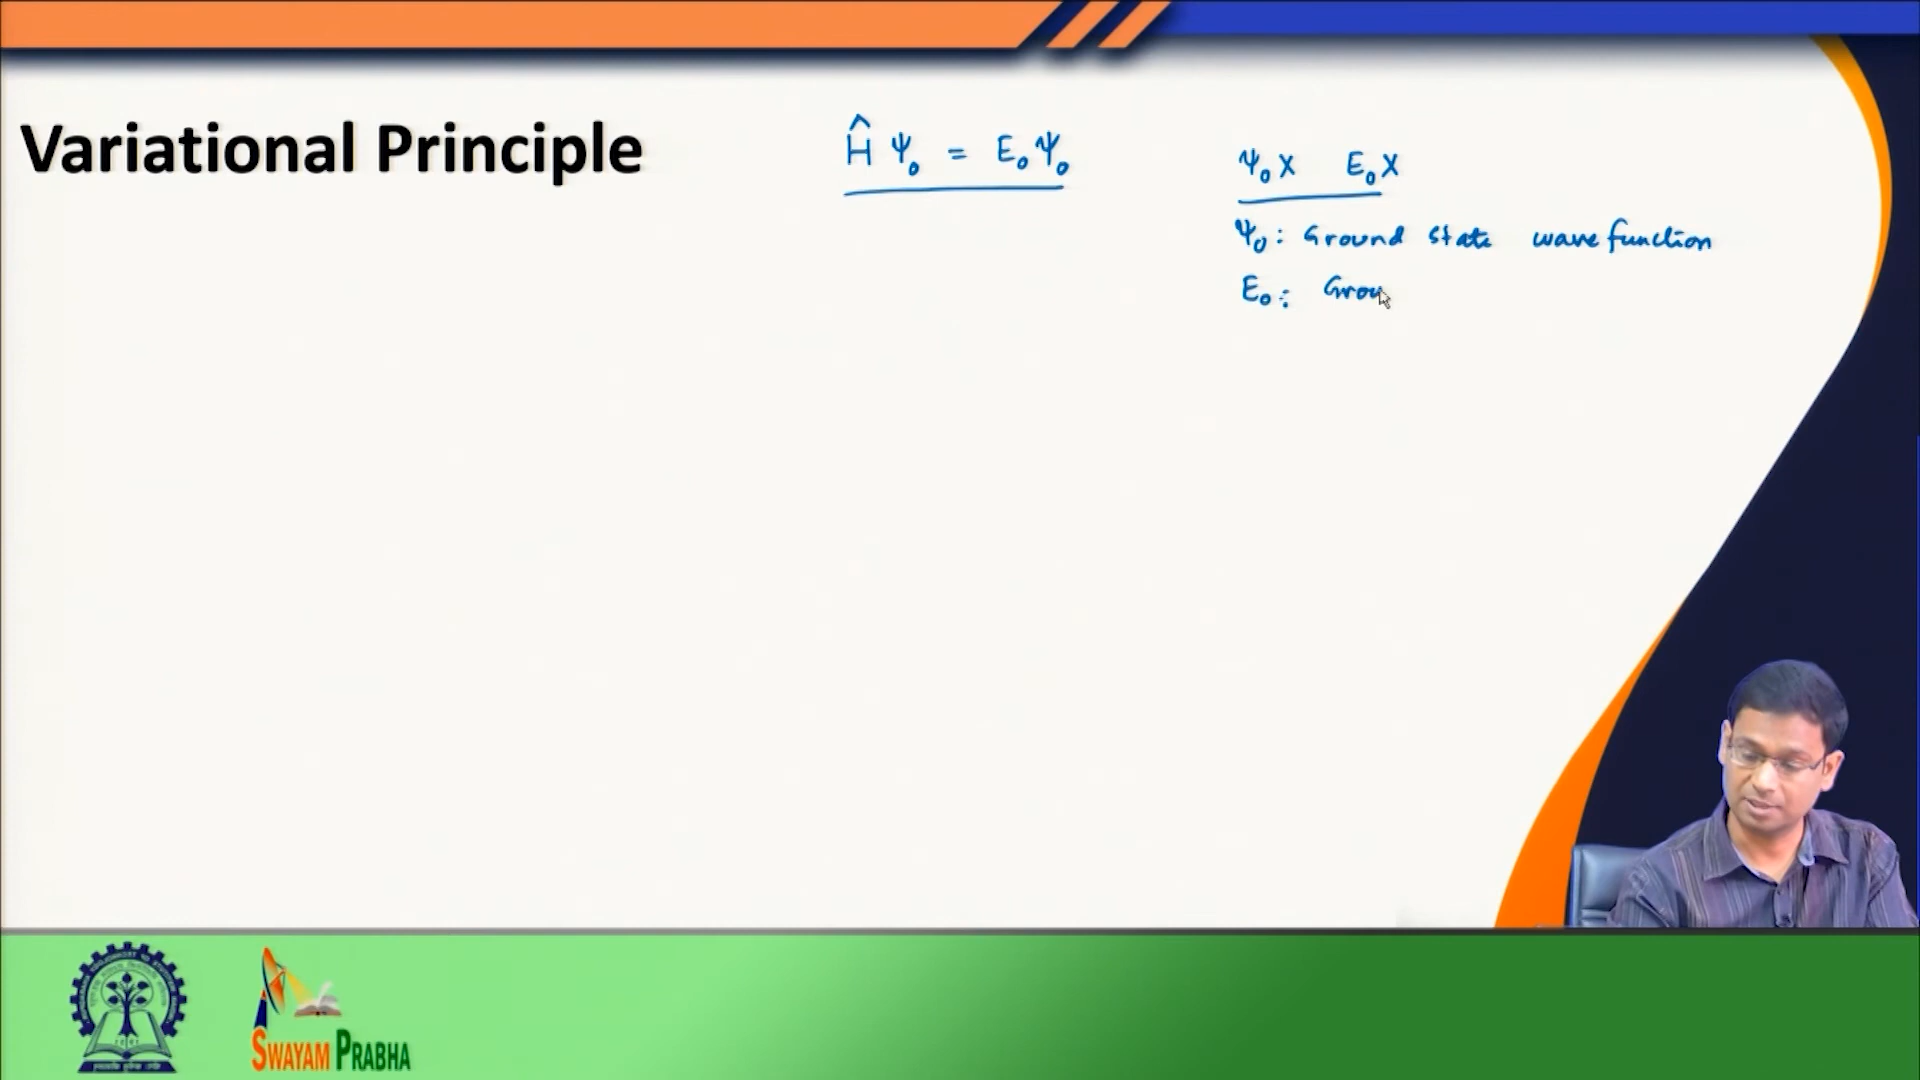 Variational Principle
Ĥ Ψ₀ = E₀Ψ₀
Ψ₀ X E₀ X
Ψ₀ : Ground state wave function
E₀ : Grou
SWAYAM PRABHA